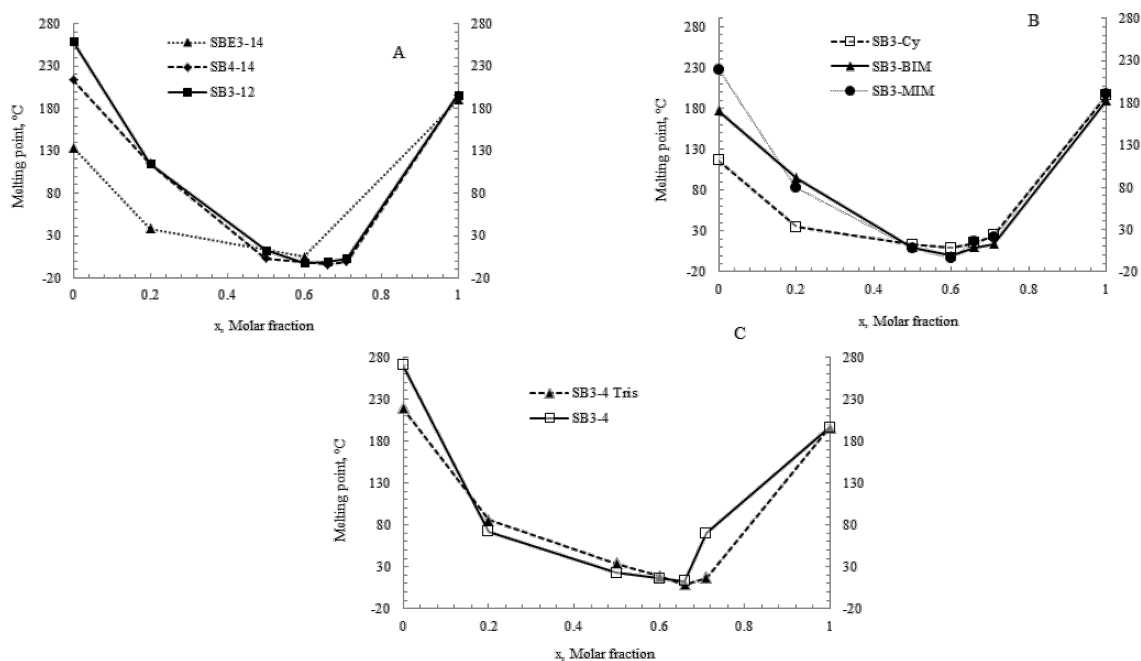 A
SBE3-14
SB4-14
SB3-12
Melting point, °C
280
230
180
130
80
30
-20
280
230
180
130
80
30
-20
0 0.2 0.4 0.6 0.8 1
x, Molar fraction
B
SB3-Cy
SB3-BIM
SB3-MIM
Melting point, °C
280
230
180
130
80
30
-20
280
230
180
130
80
30
-20
0 0.2 0.4 0.6 0.8 1
x, Molar fraction
C
SB3-4 Tris
SB3-4
Melting point, °C
280
230
180
130
80
30
-20
280
230
180
130
80
30
-20
0 0.2 0.4 0.6 0.8 1
x, Molar fraction